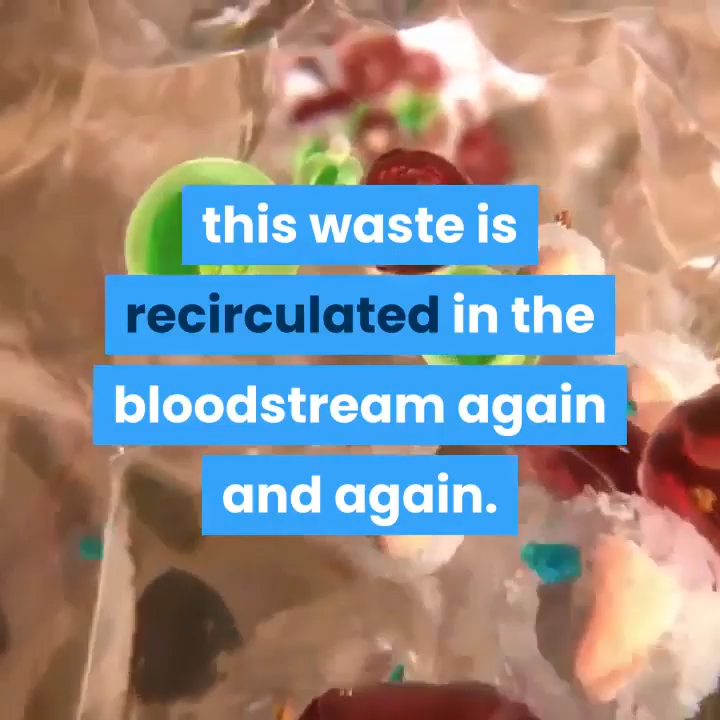 this waste is
recirculated in the
bloodstream again
and again.